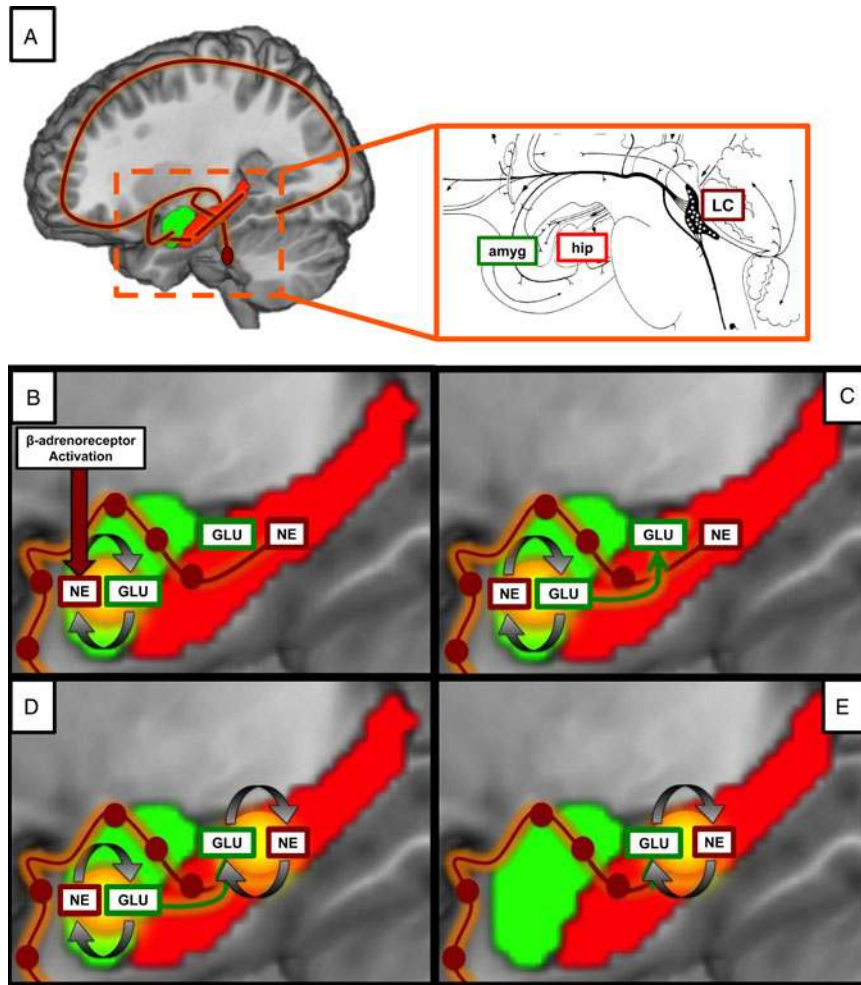 A
LC
amyg
hip
B
β-adrenoreceptor
Activation
GLU
NE
NE
GLU
C
GLU
NE
NE
GLU
D
GLU
NE
NE
GLU
E
GLU
NE